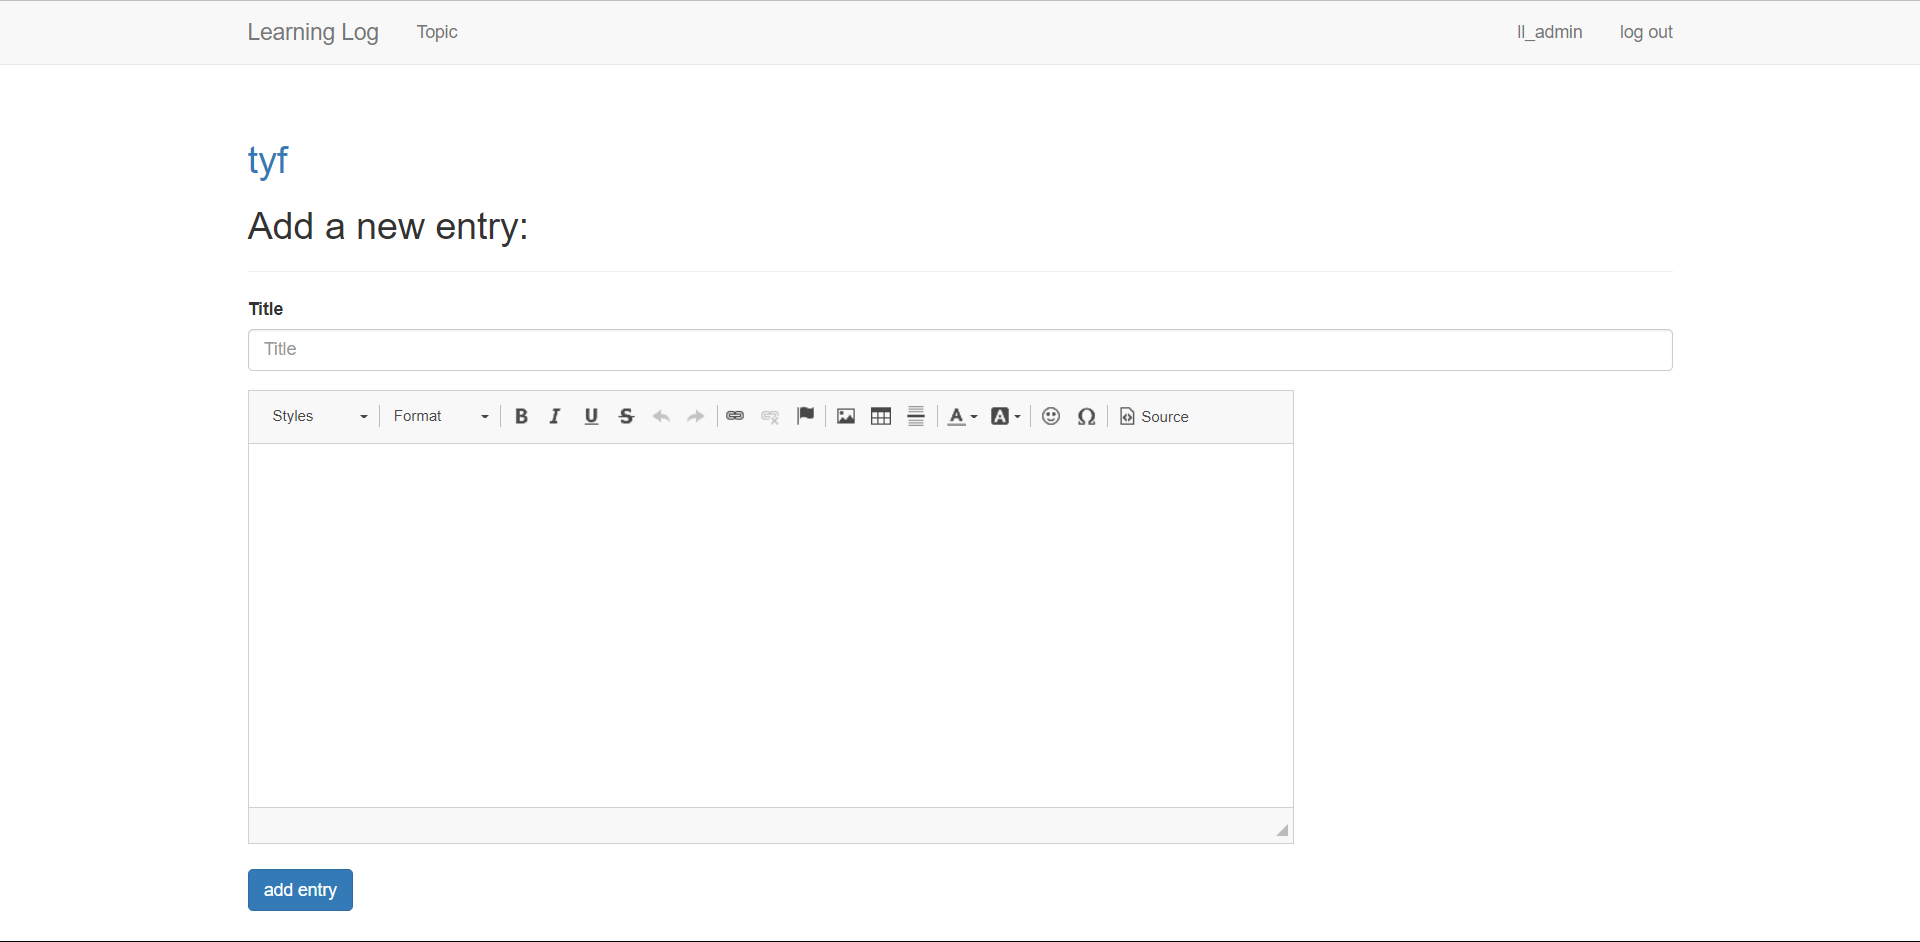 Learning Log Topic ll_admin log out
tyf
Add a new entry:
Title
Title
Styles Format B I U S A A Ω Source
add entry